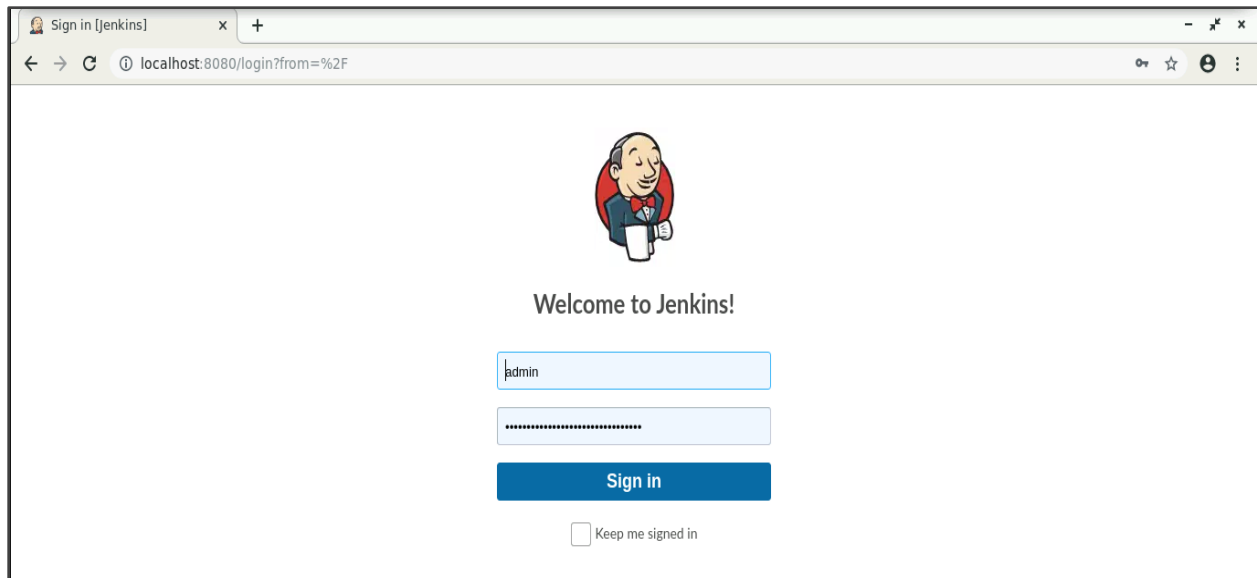 Sign in [Jenkins]
localhost:8080/login?from=%2F
Welcome to Jenkins!
admin
••••••••••••••••••••••••••••••••
Sign in
Keep me signed in